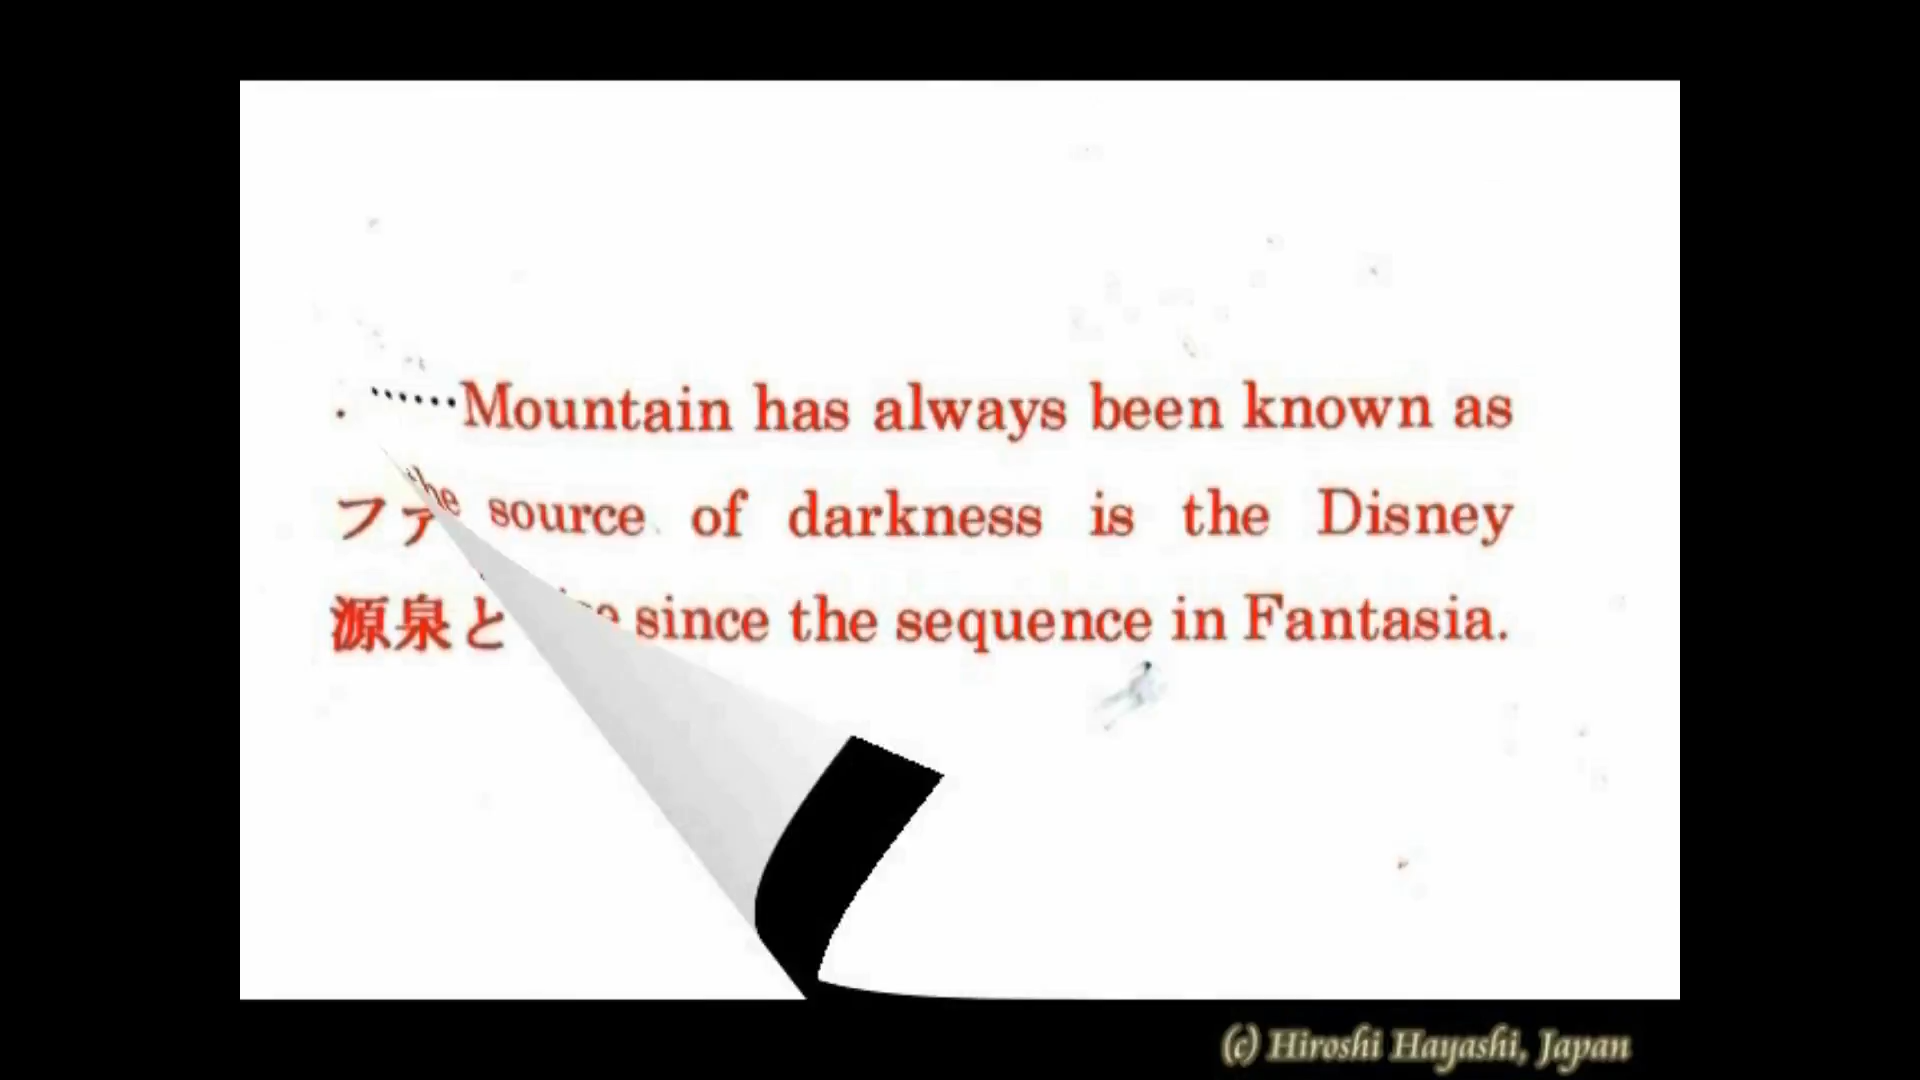 ······Mountain has always been known as
ファ he source of darkness is the Disney
源泉と since the sequence in Fantasia.
(c) Hiroshi Hayashi, Japan